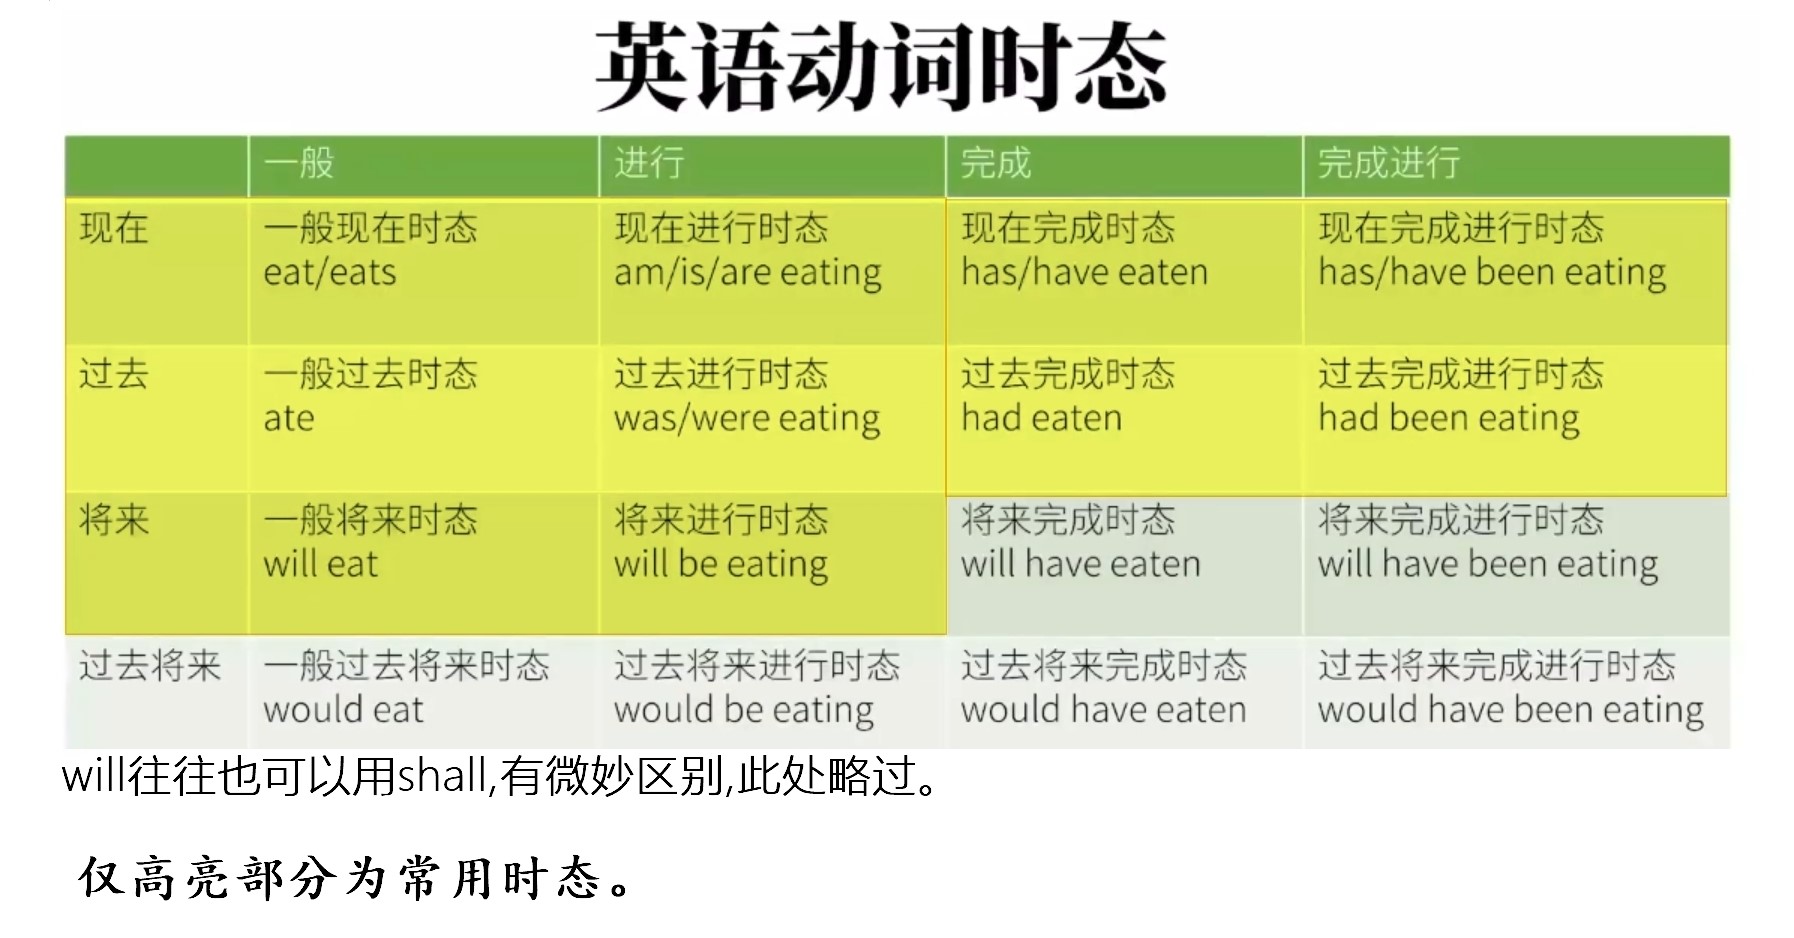 英语动词时态
一般 进行 完成 完成进行
现在 一般现在时态 现在进行时态 现在完成时态 现在完成进行时态
eat/eats am/is/are eating has/have eaten has/have been eating
过去 一般过去时态 过去进行时态 过去完成时态 过去完成进行时态
ate was/were eating had eaten had been eating
将来 一般将来时态 将来进行时态 将来完成时态 将来完成进行时态
will eat will be eating will have eaten will have been eating
过去将来 一般过去将来时态 过去将来进行时态 过去将来完成时态 过去将来完成进行时态
would eat would be eating would have eaten would have been eating
will往往也可以用shall,有微妙区别,此处略过。
仅高亮部分为常用时态。